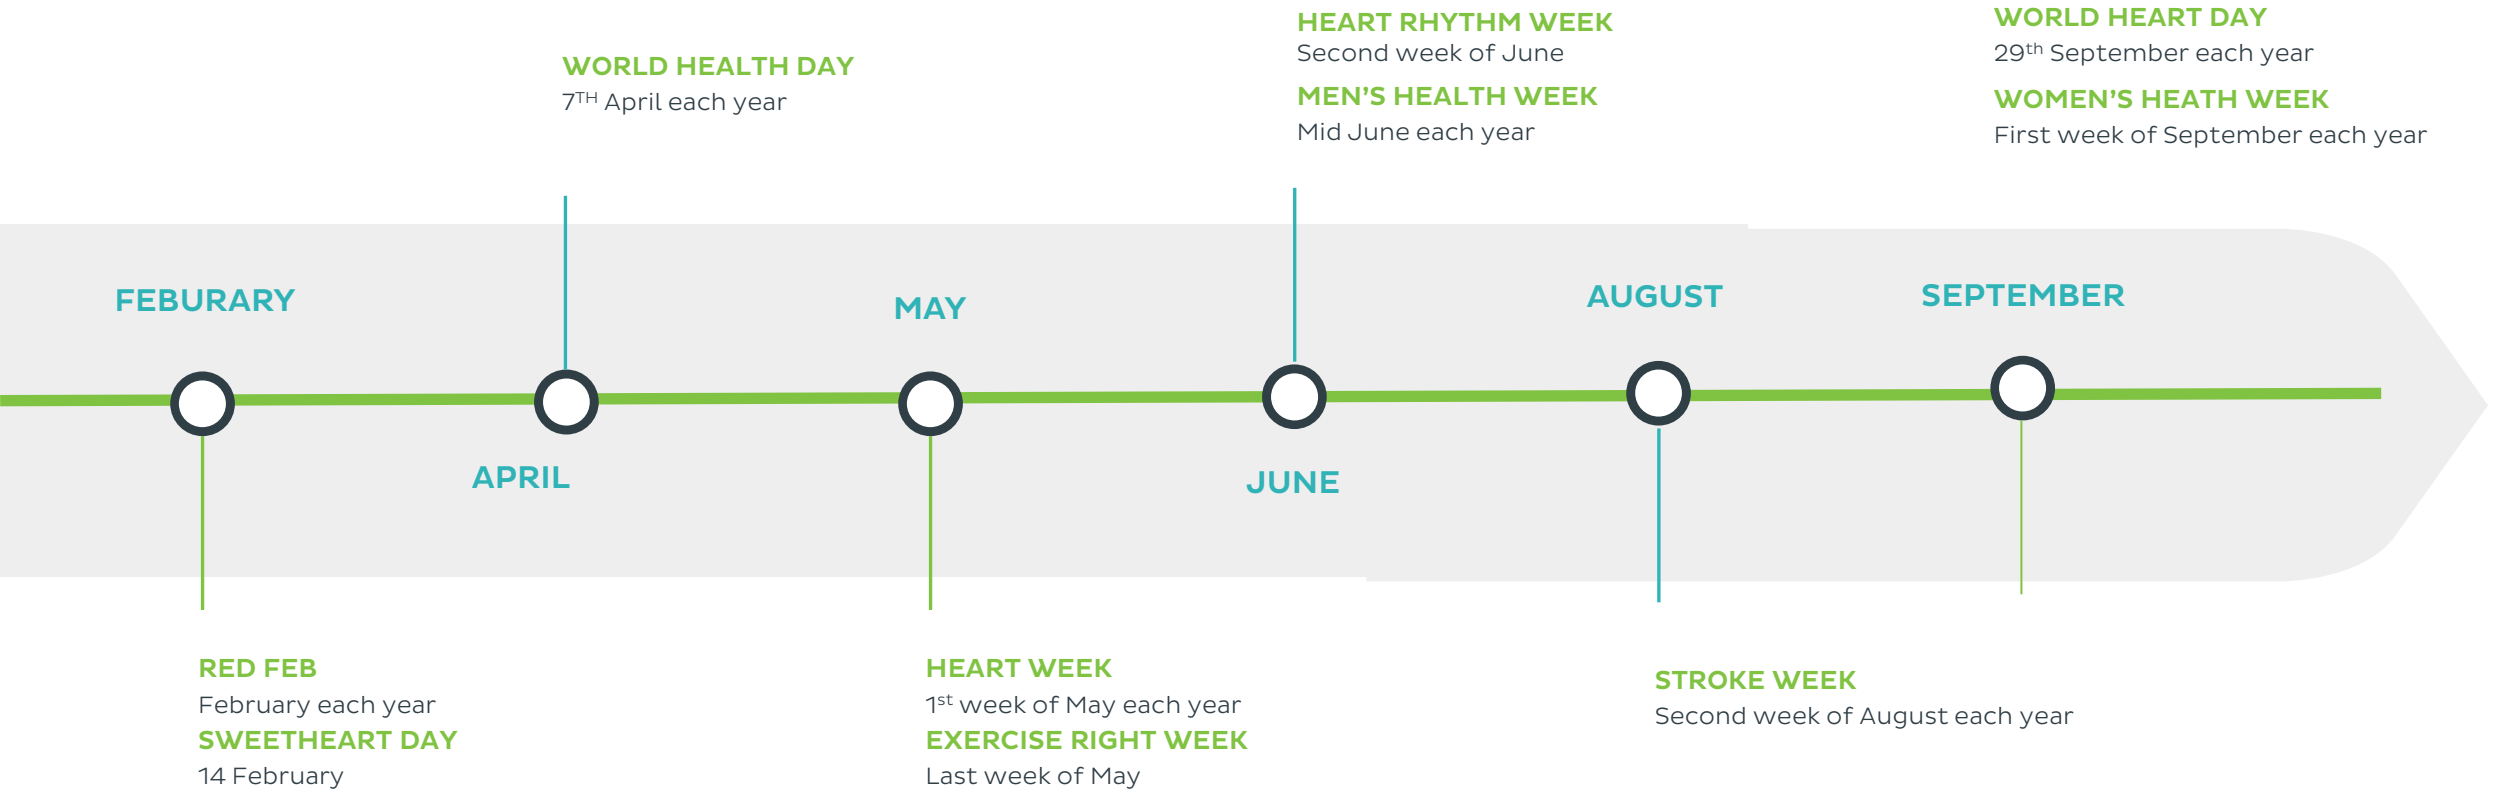 FEBURARY
RED FEB
February each year
SWEETHEART DAY
14 February
WORLD HEALTH DAY
7TH April each year
APRIL
MAY
HEART WEEK
1st week of May each year
EXERCISE RIGHT WEEK
Last week of May
HEART RHYTHM WEEK
Second week of June
MEN’S HEALTH WEEK
Mid June each year
JUNE
AUGUST
STROKE WEEK
Second week of August each year
WORLD HEART DAY
29th September each year
WOMEN’S HEATH WEEK
First week of September each year
SEPTEMBER